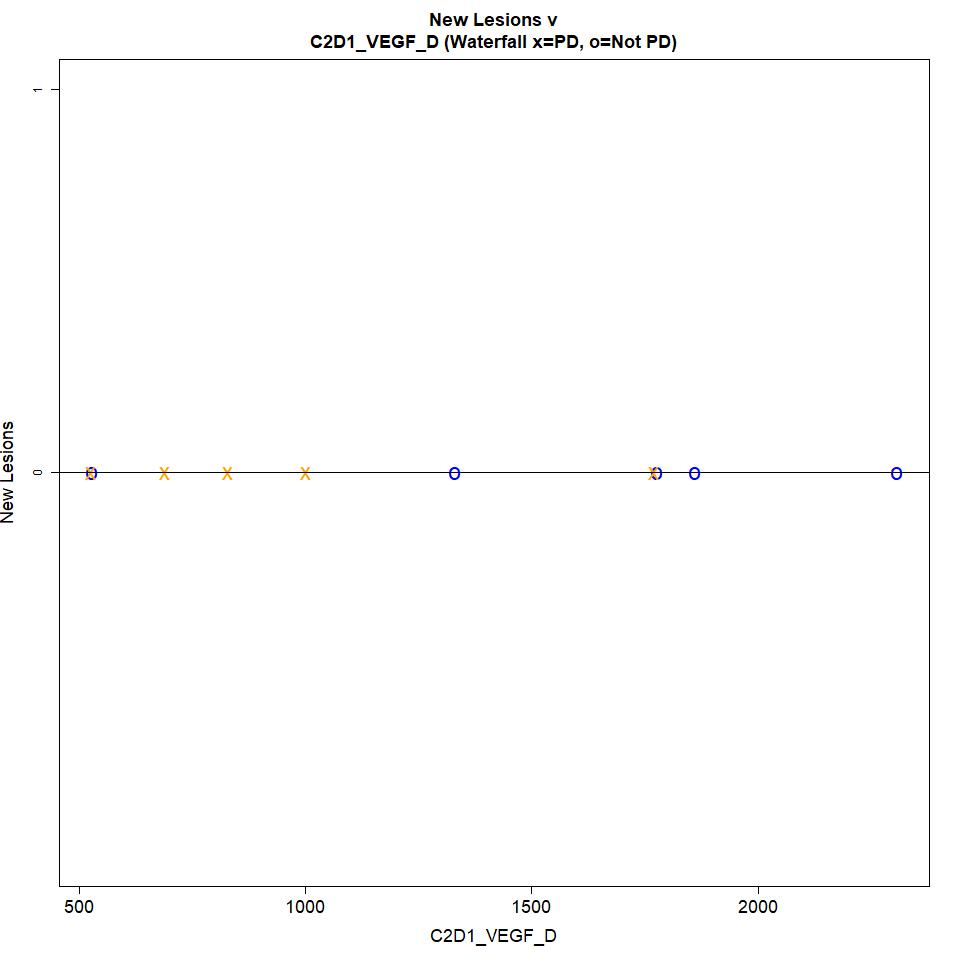 New Lesions v
C2D1_VEGF_D (Waterfall x=PD, o=Not PD)
1
0
New Lesions
x o x x x o x o o o
500 1000 1500 2000
C2D1_VEGF_D